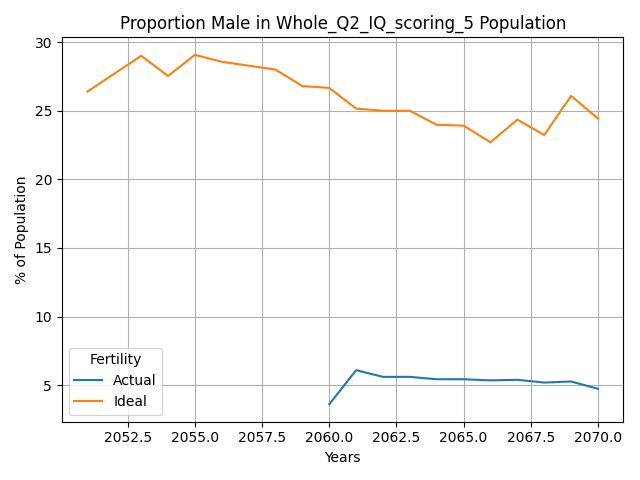 Proportion Male in Whole_Q2_IQ_scoring_5 Population
% of Population
30
25
20
15
10
5
Fertility
Actual
Ideal
2052.5 2055.0 2057.5 2060.0 2062.5 2065.0 2067.5 2070.0
Years